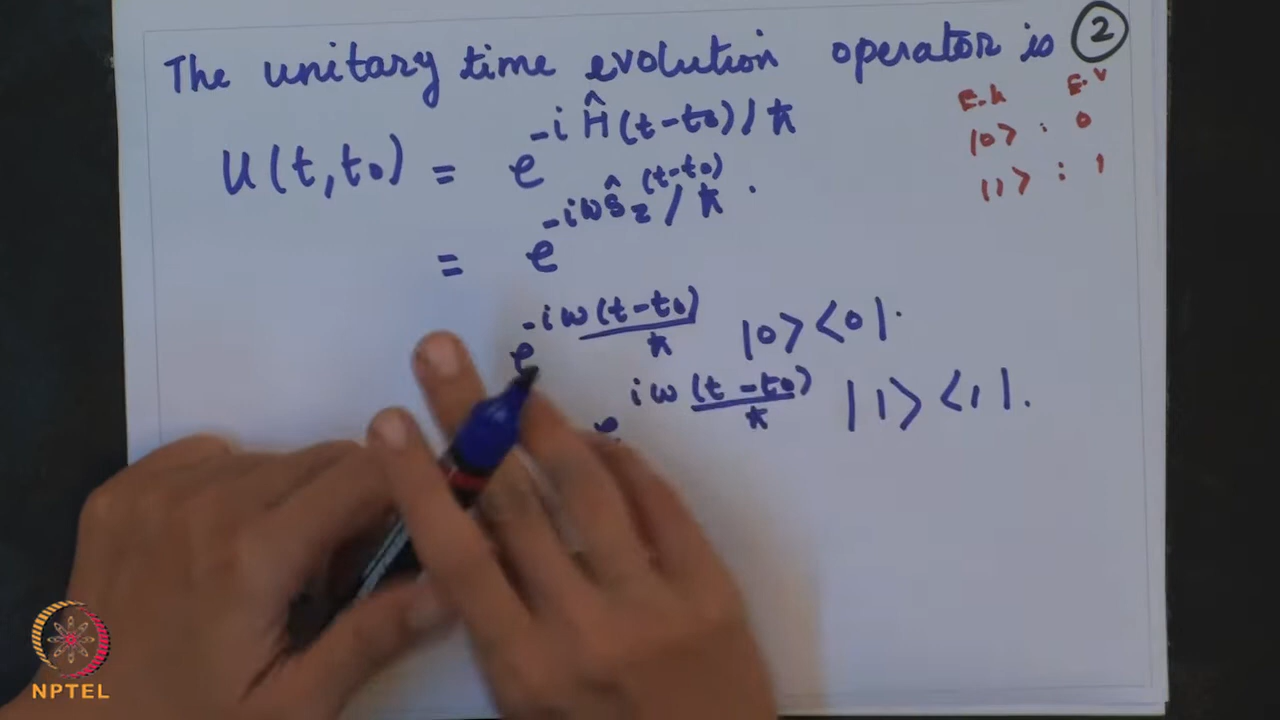 The unitary time evolution operator is ②
E.k E.v
U(t,t₀) = e^{-iĤ(t-t₀)/ħ}
|0> : 0
|1> : 1
= e^{-iωŜ_z(t-t₀)/ħ}.
e^{-iω(t-t₀)/ħ} |0><0|.
e^{iω(t-t₀)/ħ} |1><1|.
NPTEL